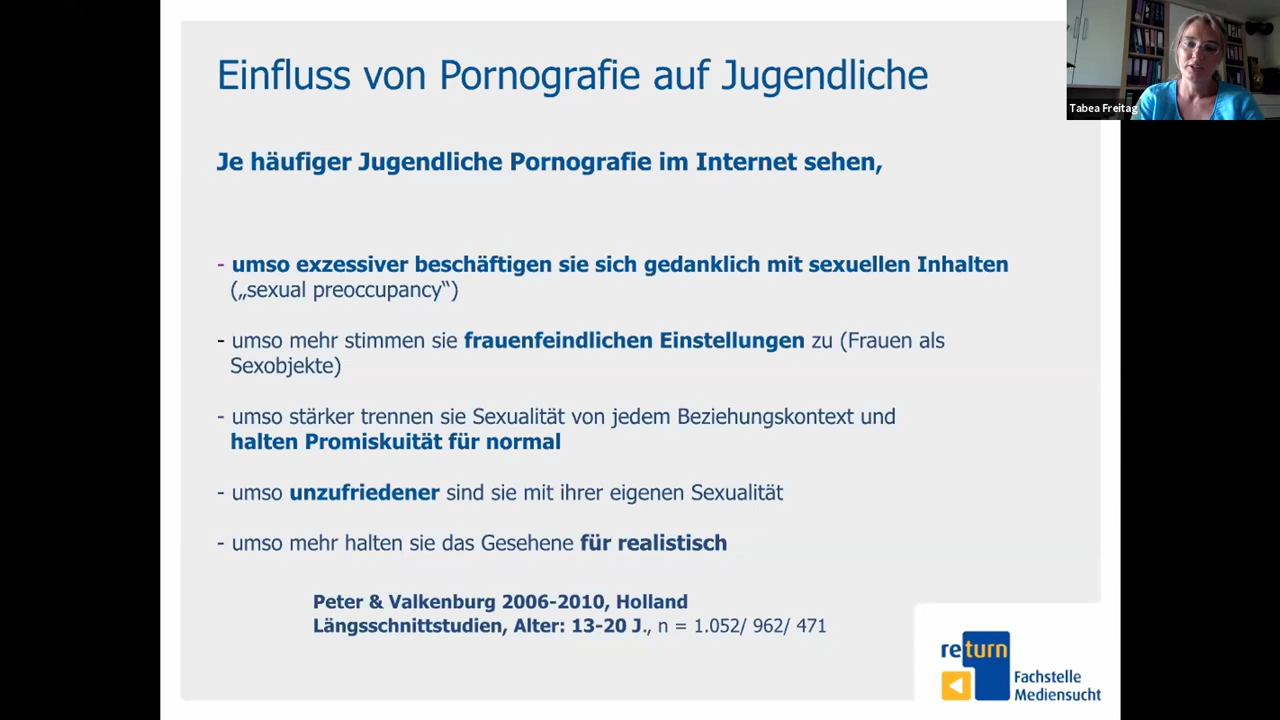 Einfluss von Pornografie auf Jugendliche
Tabea Freitag
Je häufiger Jugendliche Pornografie im Internet sehen,
- umso exzessiver beschäftigen sie sich gedanklich mit sexuellen Inhalten
(„sexual preoccupancy“)
- umso mehr stimmen sie frauenfeindlichen Einstellungen zu (Frauen als
Sexobjekte)
- umso stärker trennen sie Sexualität von jedem Beziehungskontext und
halten Promiskuität für normal
- umso unzufriedener sind sie mit ihrer eigenen Sexualität
- umso mehr halten sie das Gesehene für realistisch
Peter & Valkenburg 2006-2010, Holland
Längsschnittstudien, Alter: 13-20 J., n = 1.052/ 962/ 471
return
Fachstelle
Mediensucht